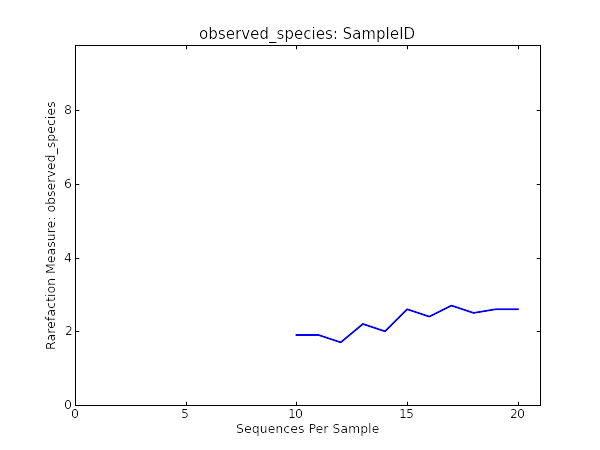 observed_species: SampleID
Rarefaction Measure: observed_species
8
6
4
2
0
0 5 10 15 20
Sequences Per Sample